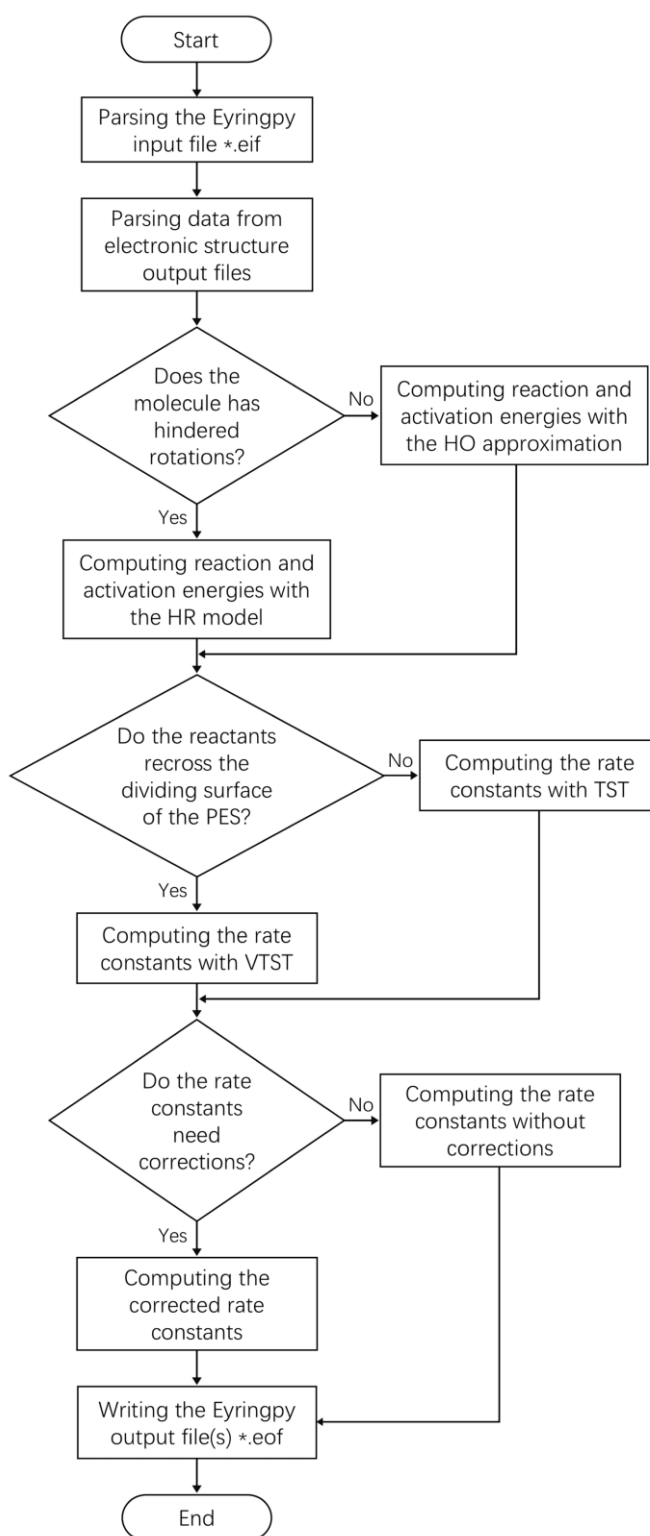 Start
Parsing the Eyringpy
input file *.eif
Parsing data from
electronic structure
output files
Does the
molecule has
hindered
rotations?
No
Computing reaction and
activation energies with
the HO approximation
Yes
Computing reaction and
activation energies with
the HR model
Do the reactants
recross the
dividing surface
of the PES?
No
Computing the rate
constants with TST
Yes
Computing the rate
constants with VTST
Do the rate
constants
need
corrections?
No
Computing the rate
constants without
corrections
Yes
Computing the
corrected rate
constants
Writing the Eyringpy
output file(s) *.eof
End